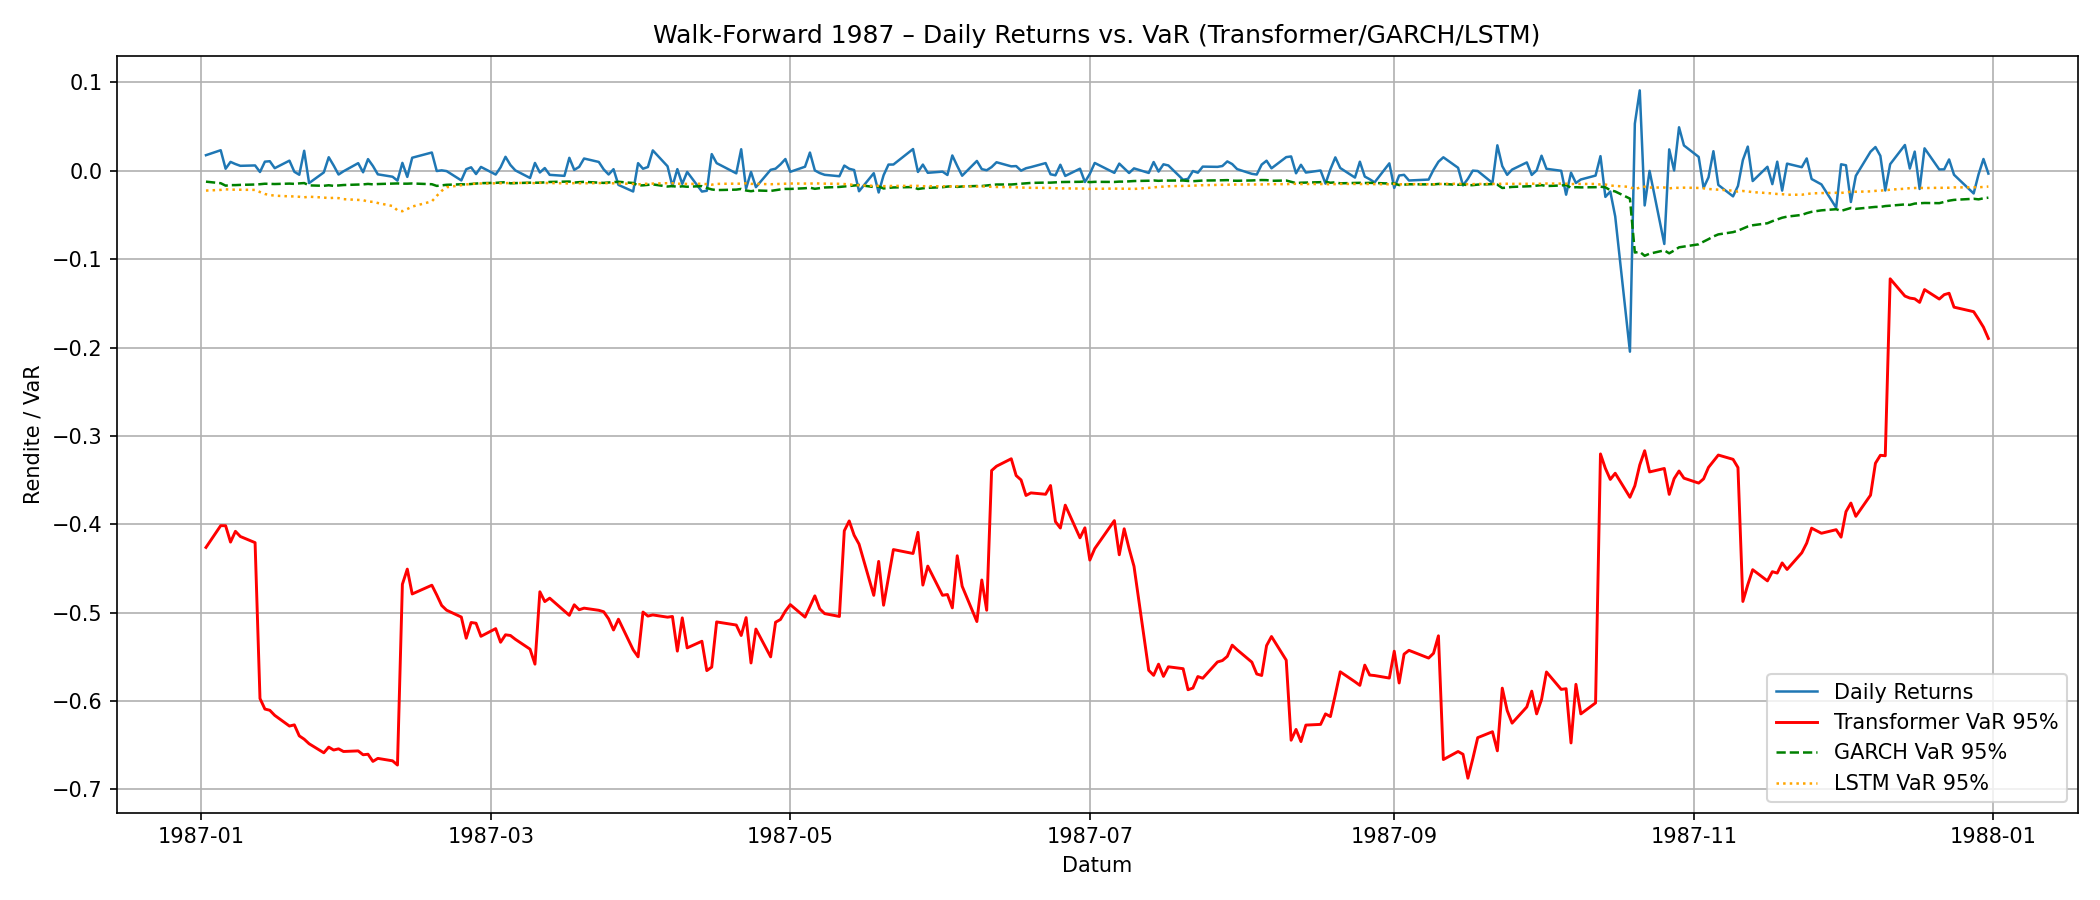 Walk-Forward 1987 – Daily Returns vs. VaR (Transformer/GARCH/LSTM)
Rendite / VaR
0.1
0.0
−0.1
−0.2
−0.3
−0.4
−0.5
−0.6
−0.7
1987-01
1987-03
1987-05
1987-07
1987-09
1987-11
1988-01
Datum
Daily Returns
Transformer VaR 95%
GARCH VaR 95%
LSTM VaR 95%